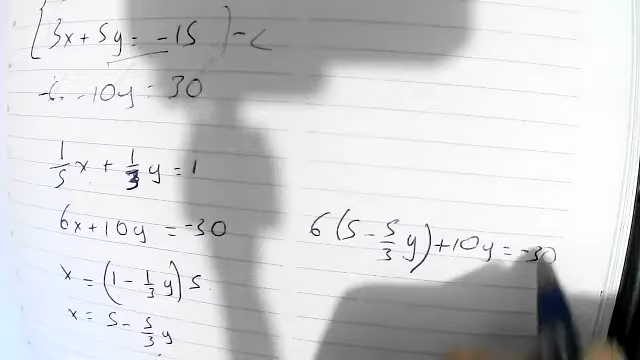 (3x + 5y = -15) -2
-6 - 10y = 30
1/5 x + 1/3 y = 1
6x + 10y = -30
x = (1 - 1/3 y) 5
x = 5 - 5/3 y
6(5 - 5/3 y) + 10y = -30